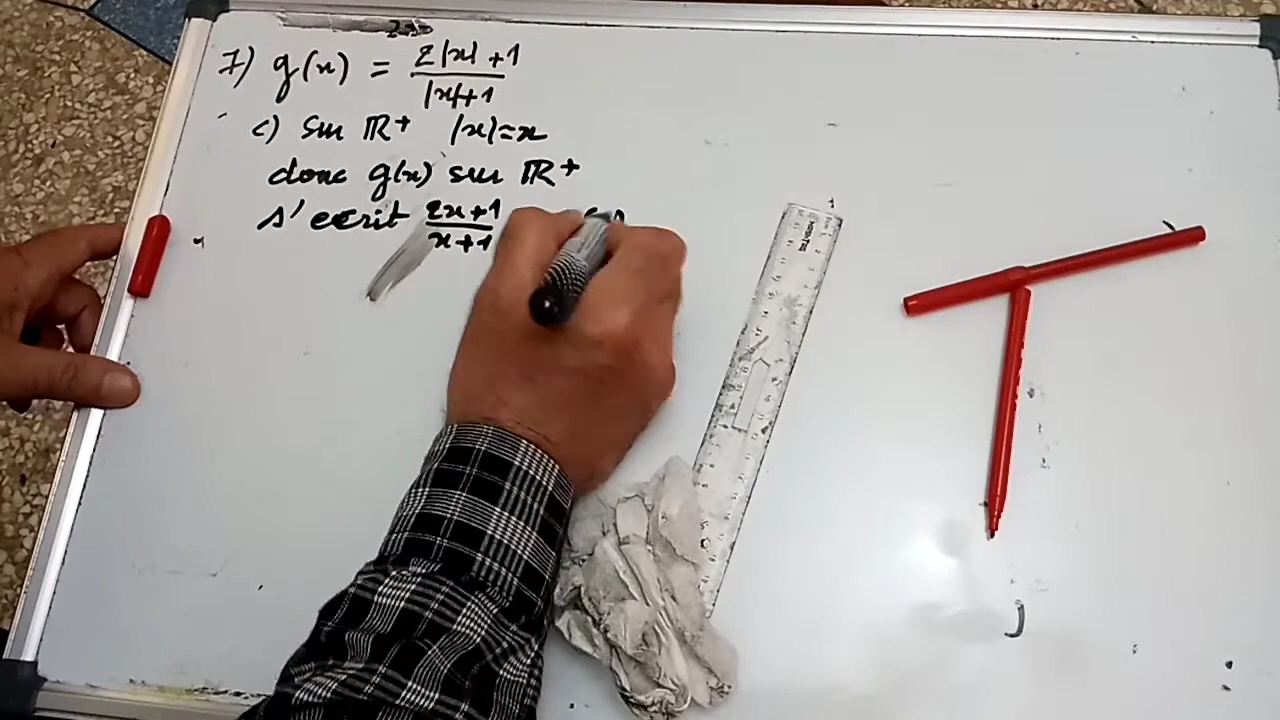 7) g(x) = 2|x|+1 / |x|+1
c) sur ℝ+ |x|=x
donc g(x) sur ℝ+
s'ecrit 2x+1 / x+1